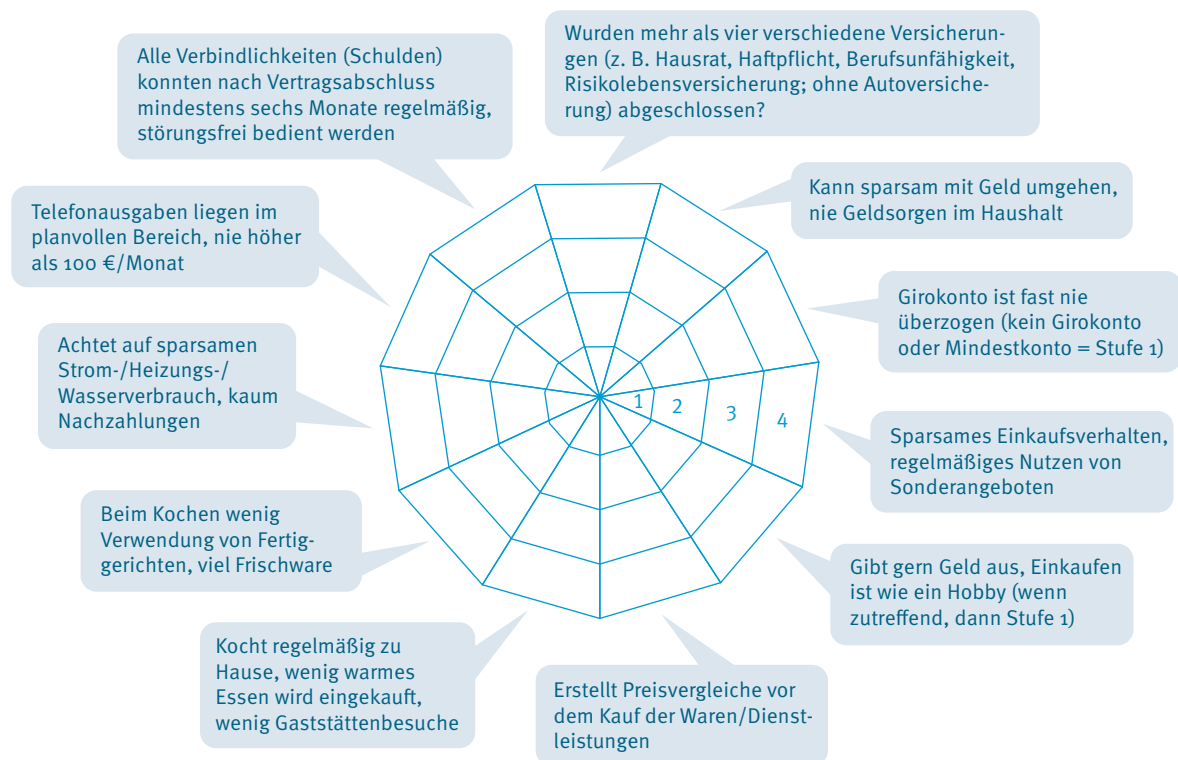 Alle Verbindlichkeiten (Schulden)
konnten nach Vertragsabschluss
mindestens sechs Monate regelmäßig,
störungsfrei bedient werden
Wurden mehr als vier verschiedene Versicherun-
gen (z. B. Hausrat, Haftpflicht, Berufsunfähigkeit,
Risikolebensversicherung; ohne Autoversiche-
rung) abgeschlossen?
Kann sparsam mit Geld umgehen,
nie Geldsorgen im Haushalt
Telefonausgaben liegen im
planvollen Bereich, nie höher
als 100 €/Monat
Girokonto ist fast nie
überzogen (kein Girokonto
oder Mindestkonto = Stufe 1)
Achtet auf sparsamen
Strom-/Heizungs-/
Wasserverbrauch, kaum
Nachzahlungen
1 2 3 4
Sparsames Einkaufsverhalten,
regelmäßiges Nutzen von
Sonderangeboten
Beim Kochen wenig
Verwendung von Fertig-
gerichten, viel Frischware
Gibt gern Geld aus, Einkaufen
ist wie ein Hobby (wenn
zutreffend, dann Stufe 1)
Kocht regelmäßig zu
Hause, wenig warmes
Essen wird eingekauft,
wenig Gaststättenbesuche
Erstellt Preisvergleiche vor
dem Kauf der Waren/Dienst-
leistungen